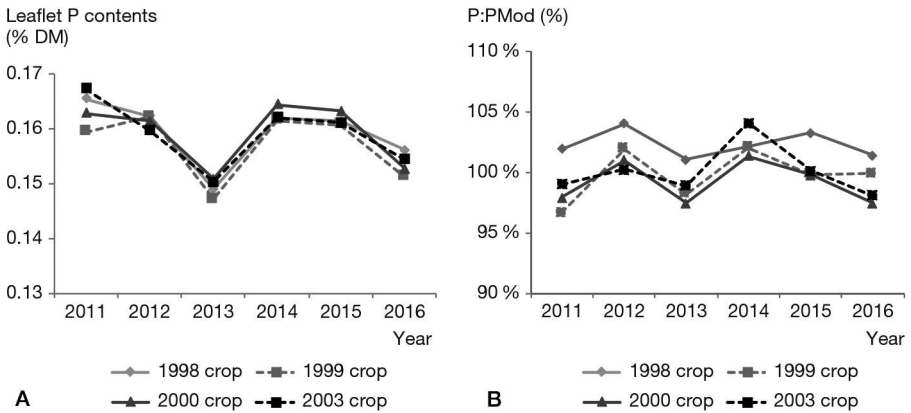 Leaflet P contents
(% DM)
0.17
0.16
0.15
0.14
0.13
2011 2012 2013 2014 2015 2016
Year
1998 crop 1999 crop
2000 crop 2003 crop
A
P:PMod (%)
110 %
105 %
100 %
95 %
90 %
2011 2012 2013 2014 2015 2016
Year
1998 crop 1999 crop
2000 crop 2003 crop
B